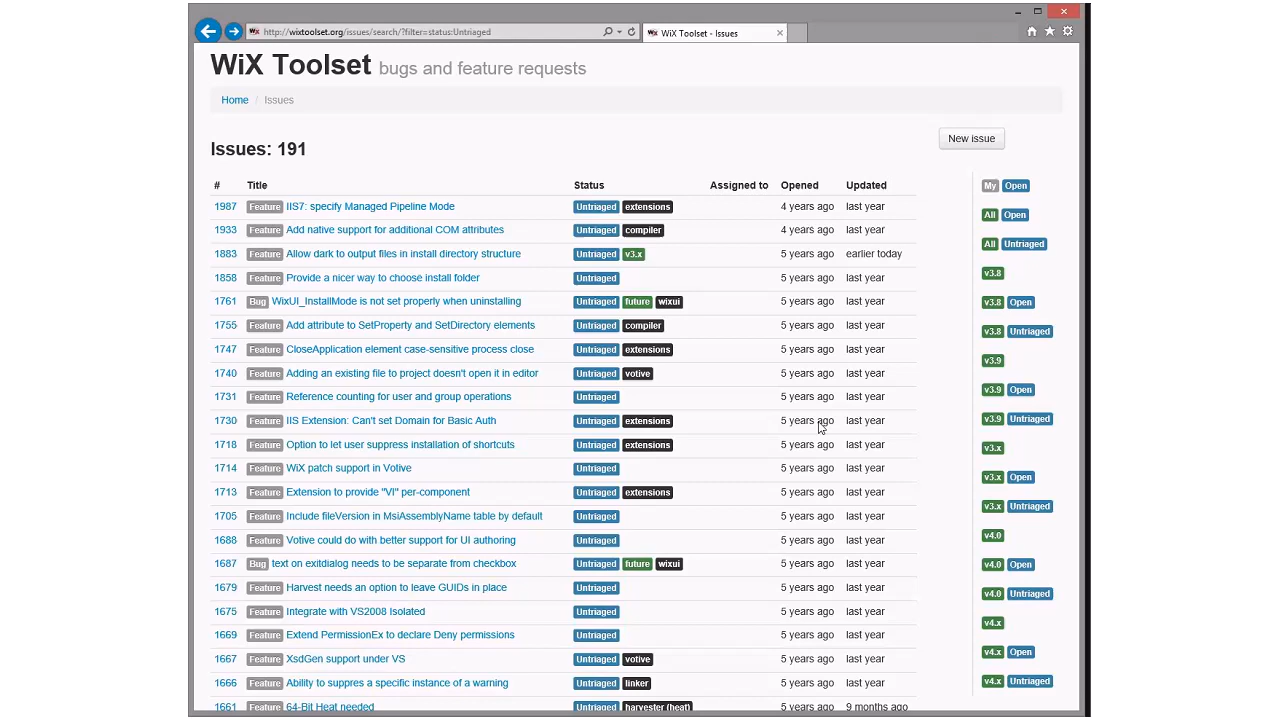 http://wixtoolset.org/issues/search/?filter=status:Untriaged
WiX Toolset - Issues
WiX Toolset bugs and feature requests
Home / Issues
New issue
Issues: 191
# Title Status Assigned to Opened Updated
1987 Feature IIS7: specify Managed Pipeline Mode Untriaged extensions 4 years ago last year
1933 Feature Add native support for additional COM attributes Untriaged compiler 4 years ago last year
1883 Feature Allow dark to output files in install directory structure Untriaged v3.x 5 years ago earlier today
1858 Feature Provide a nicer way to choose install folder Untriaged 5 years ago last year
1761 Bug WixUI_InstallMode is not set properly when uninstalling Untriaged future wixui 5 years ago last year
1755 Feature Add attribute to SetProperty and SetDirectory elements Untriaged compiler 5 years ago last year
1747 Feature CloseApplication element case-sensitive process close Untriaged extensions 5 years ago last year
1740 Feature Adding an existing file to project doesn't open it in editor Untriaged votive 5 years ago last year
1731 Feature Reference counting for user and group operations Untriaged 5 years ago last year
1730 Feature IIS Extension: Can't set Domain for Basic Auth Untriaged extensions 5 years ago last year
1718 Feature Option to let user suppress installation of shortcuts Untriaged extensions 5 years ago last year
1714 Feature WiX patch support in Votive Untriaged 5 years ago last year
1713 Feature Extension to provide "VI" per-component Untriaged extensions 5 years ago last year
1705 Feature Include fileVersion in MsiAssemblyName table by default Untriaged 5 years ago last year
1688 Feature Votive could do with better support for UI authoring Untriaged 5 years ago last year
1687 Bug text on exitdialog needs to be separate from checkbox Untriaged future wixui 5 years ago last year
1679 Feature Harvest needs an option to leave GUIDs in place Untriaged 5 years ago last year
1675 Feature Integrate with VS2008 Isolated Untriaged 5 years ago last year
1669 Feature Extend PermissionEx to declare Deny permissions Untriaged 5 years ago last year
1667 Feature XsdGen support under VS Untriaged votive 5 years ago last year
1666 Feature Ability to suppres a specific instance of a warning Untriaged linker 5 years ago last year
1661 Feature 64-Bit Heat needed Untriaged harvester (heat) 5 years ago 9 months ago
My Open
All Open
All Untriaged
v3.8
v3.8 Open
v3.8 Untriaged
v3.9
v3.9 Open
v3.9 Untriaged
v3.x
v3.x Open
v3.x Untriaged
v4.0
v4.0 Open
v4.0 Untriaged
v4.x
v4.x Open
v4.x Untriaged